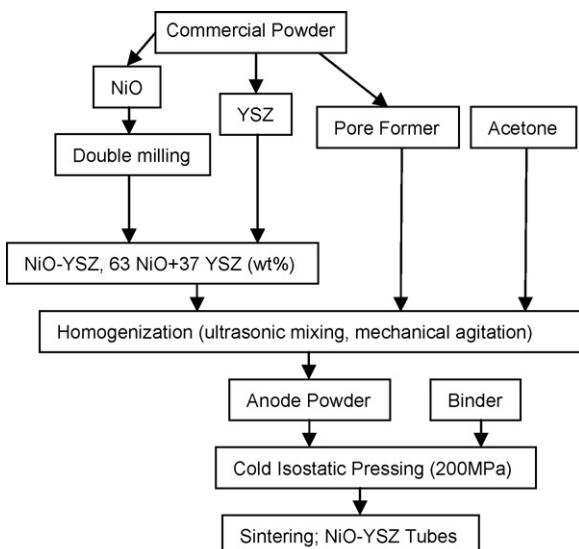 Commercial Powder
NiO
YSZ
Pore Former
Acetone
Double milling
NiO-YSZ, 63 NiO+37 YSZ (wt%)
Homogenization (ultrasonic mixing, mechanical agitation)
Anode Powder
Binder
Cold Isostatic Pressing (200MPa)
Sintering; NiO-YSZ Tubes